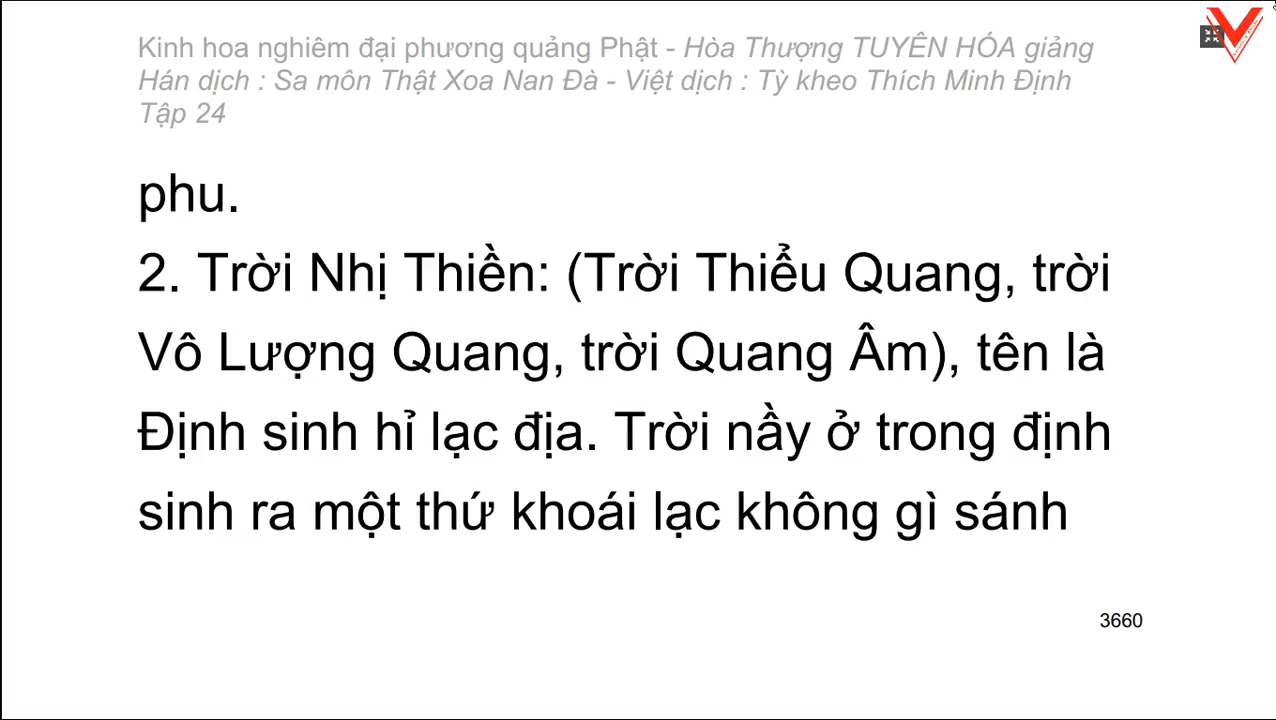 Kinh hoa nghiêm đại phương quảng Phật - Hòa Thượng TUYÊN HÓA giảng
Hán dịch : Sa môn Thật Xoa Nan Đà - Việt dịch : Tỳ kheo Thích Minh Định
Tập 24
phu.
2. Trời Nhị Thiền: (Trời Thiểu Quang, trời
Vô Lượng Quang, trời Quang Âm), tên là
Định sinh hỉ lạc địa. Trời nầy ở trong định
sinh ra một thứ khoái lạc không gì sánh
3660